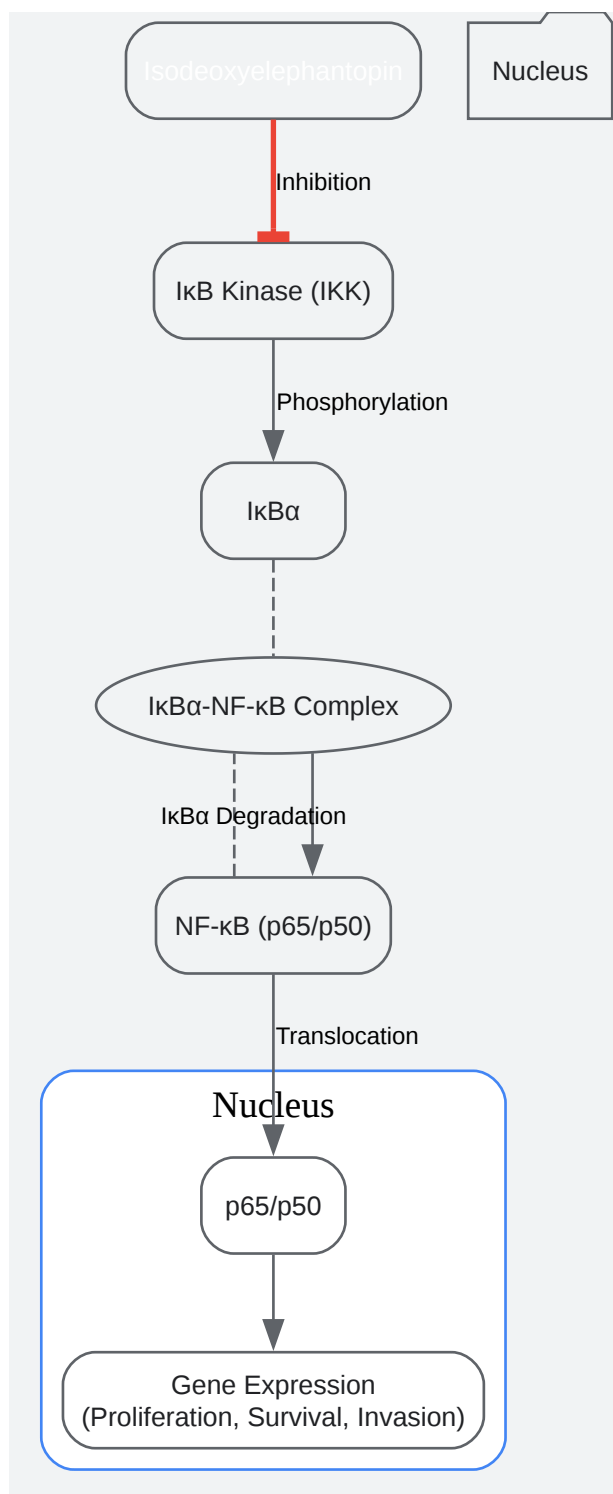 Isodeoxyelephantopin
Nucleus
Inhibition
IκB Kinase (IKK)
Phosphorylation
IκBα
IκBα-NF-κB Complex
IκBα Degradation
NF-κB (p65/p50)
Translocation
Nucleus
p65/p50
Gene Expression
(Proliferation, Survival, Invasion)